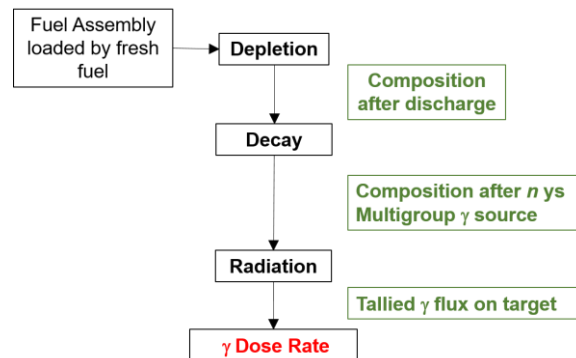 Fuel Assembly
loaded by fresh
fuel
Depletion
Composition
after discharge
Decay
Composition after n ys
Multigroup γ source
Radiation
Tallied γ flux on target
γ Dose Rate